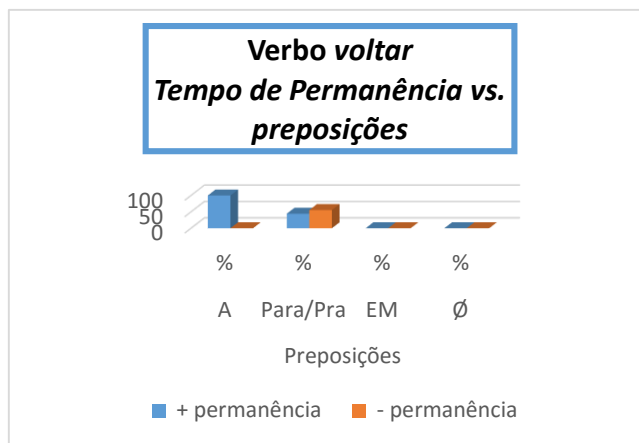 Verbo voltar
Tempo de Permanência vs.
preposições
100
50
0
% % % %
A Para/Pra EM Ø
Preposições
+ permanência - permanência